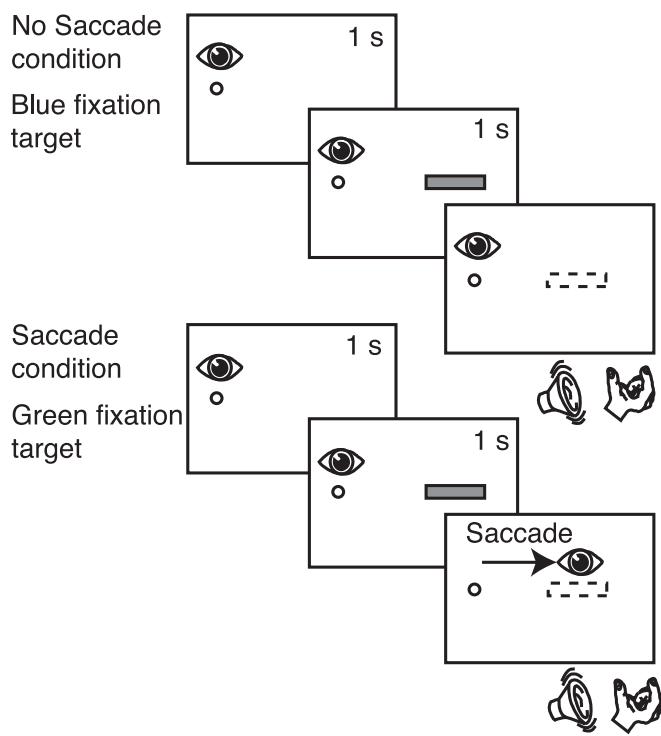 No Saccade
condition
Blue fixation
target
1 s
1 s
Saccade
condition
Green fixation
target
1 s
1 s
Saccade